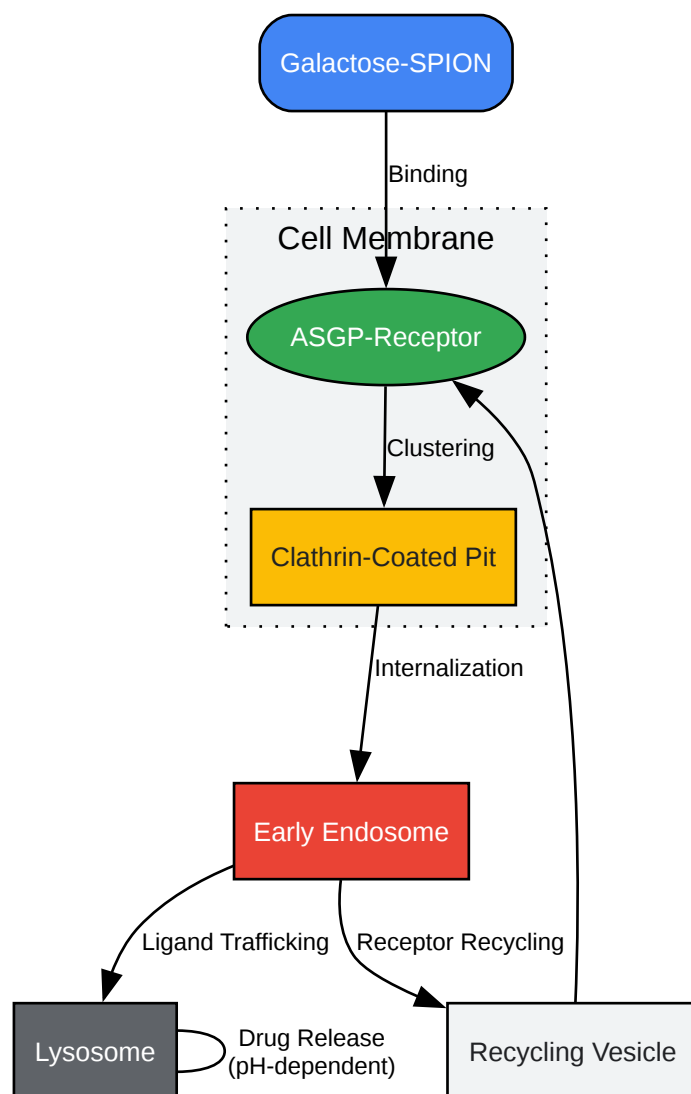 Galactose-SPION
Binding
Cell Membrane
ASGP-Receptor
Clustering
Clathrin-Coated Pit
Internalization
Early Endosome
Ligand Trafficking
Receptor Recycling
Lysosome
Drug Release
(pH-dependent)
Recycling Vesicle